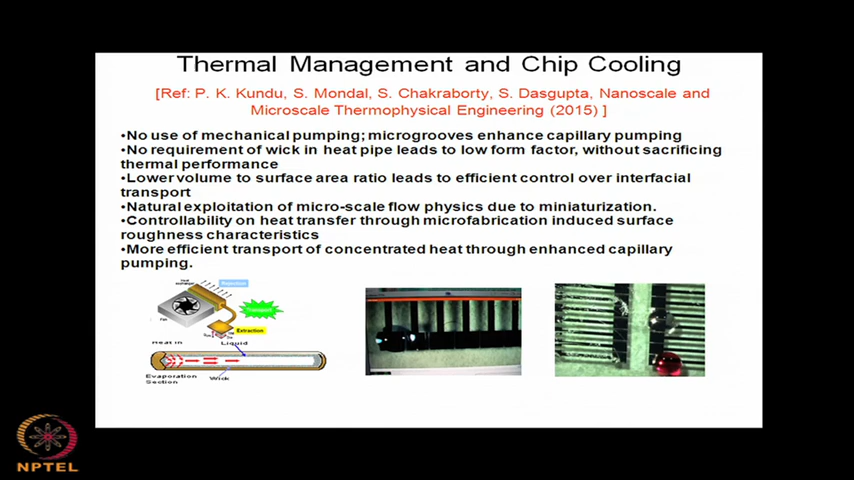 Thermal Management and Chip Cooling
[Ref: P. K. Kundu, S. Mondal, S. Chakraborty, S. Dasgupta, Nanoscale and
Microscale Thermophysical Engineering (2015) ]
•No use of mechanical pumping; microgrooves enhance capillary pumping
•No requirement of wick in heat pipe leads to low form factor, without sacrificing
thermal performance
•Lower volume to surface area ratio leads to efficient control over interfacial
transport
•Natural exploitation of micro-scale flow physics due to miniaturization.
•Controllability on heat transfer through microfabrication induced surface
roughness characteristics
•More efficient transport of concentrated heat through enhanced capillary
pumping.
Rejection
Fan
Extraction
Heat in
Liquid
Evaporation
Section
Wick
NPTEL